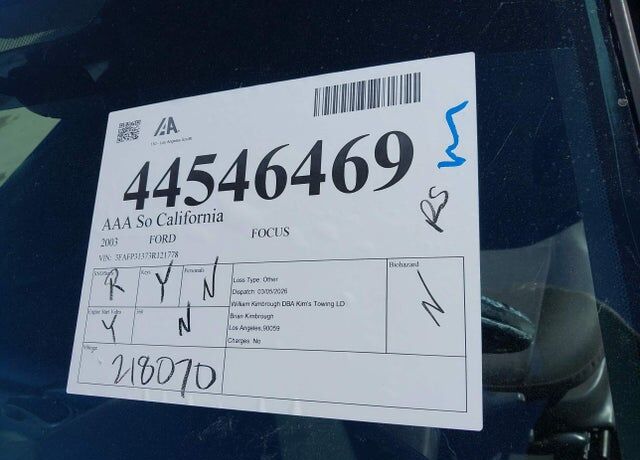 IAA
44546469
AAA So California
2003 FORD FOCUS
VIN: 3FAFP31373R121778
R
Keys Y
Personals N
Loss Type: Other
Dispatch: 03/05/2026
William Kimbrough DBA Kim's Towing LD
Brian Kimbrough
Los Angeles,90059
Charges: No
Biohazard
N
Y
N
218070
RS